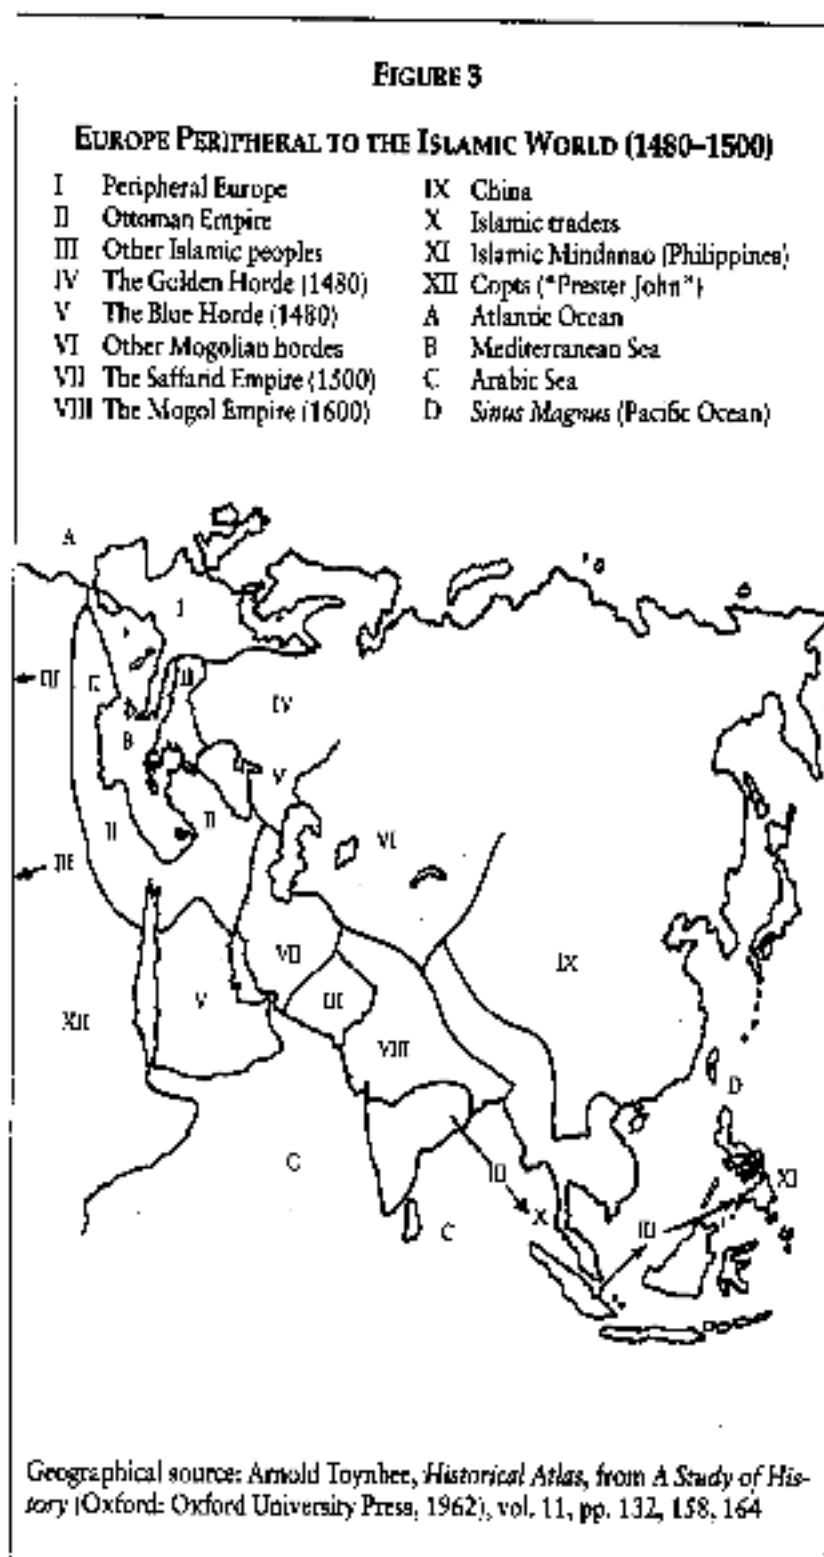 FIGURE 3
EUROPE PERIPHERAL TO THE ISLAMIC WORLD (1480–1500)
I Peripheral Europe
II Ottoman Empire
III Other Islamic peoples
IV The Golden Horde (1480)
V The Blue Horde (1480)
VI Other Mogolian hordes
VII The Saffarid Empire (1500)
VIII The Mogol Empire (1600)
IX China
X Islamic traders
XI Islamic Mindanao (Philippines)
XII Copts ("Prester John")
A Atlantic Ocean
B Mediterranean Sea
C Arabic Sea
D Sinus Magnus (Pacific Ocean)
A
I
III
II
IV
B
V
II
II
III
VI
VII
IX
V
III
XII
VIII
D
C
III
XI
X
C
III
Geographical source: Arnold Toynbee, Historical Atlas, from A Study of His-
tory (Oxford: Oxford University Press, 1962), vol. 11, pp. 132, 158, 164